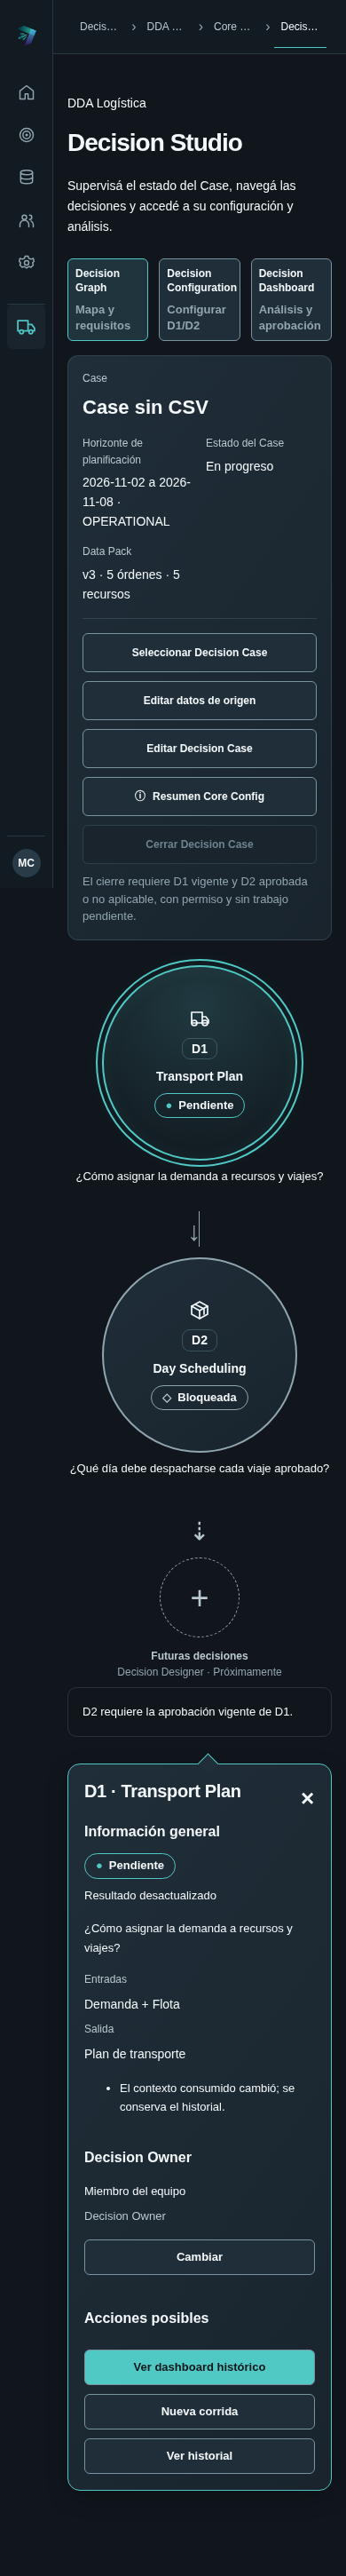 Decis…
DDA …
Core …
Decis…
DDA Logística
Decision Studio
Supervisá el estado del Case, navegá las
decisiones y accedé a su configuración y
análisis.
Decision
Graph
Mapa y
requisitos
Decision
Configuration
Configurar
D1/D2
Decision
Dashboard
Análisis y
aprobación
Case
Case sin CSV
Horizonte de
planificación
2026-11-02 a 2026-
11-08 ·
OPERATIONAL
Estado del Case
En progreso
Data Pack
v3 · 5 órdenes · 5
recursos
Seleccionar Decision Case
Editar datos de origen
Editar Decision Case
Resumen Core Config
Cerrar Decision Case
El cierre requiere D1 vigente y D2 aprobada
o no aplicable, con permiso y sin trabajo
pendiente.
MC
D1
Transport Plan
Pendiente
¿Cómo asignar la demanda a recursos y viajes?
D2
Day Scheduling
Bloqueada
¿Qué día debe despacharse cada viaje aprobado?
Futuras decisiones
Decision Designer · Próximamente
D2 requiere la aprobación vigente de D1.
D1 · Transport Plan
Información general
Pendiente
Resultado desactualizado
¿Cómo asignar la demanda a recursos y
viajes?
Entradas
Demanda + Flota
Salida
Plan de transporte
• El contexto consumido cambió; se
conserva el historial.
Decision Owner
Miembro del equipo
Decision Owner
Cambiar
Acciones posibles
Ver dashboard histórico
Nueva corrida
Ver historial